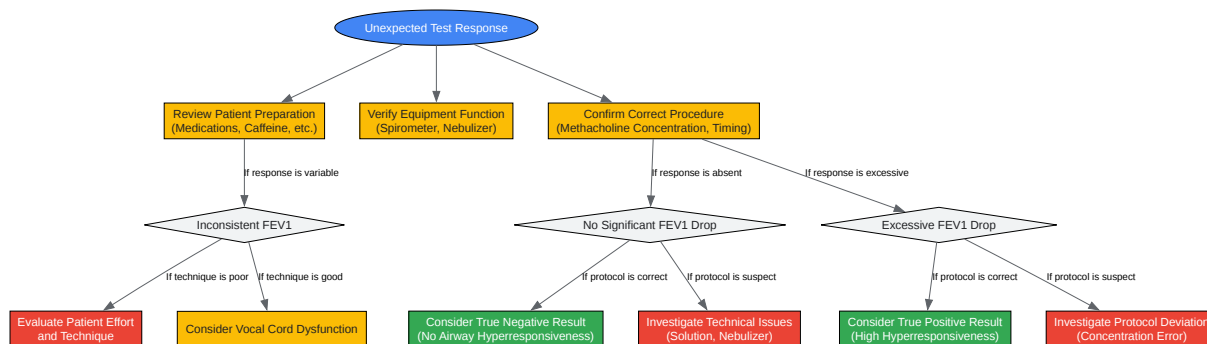 Unexpected Test Response
Review Patient Preparation
(Medications, Caffeine, etc.)
Verify Equipment Function
(Spirometer, Nebulizer)
Confirm Correct Procedure
(Methacholine Concentration, Timing)
If response is variable
If response is absent
If response is excessive
Inconsistent FEV1
No Significant FEV1 Drop
Excessive FEV1 Drop
If technique is poor
If technique is good
If protocol is correct
If protocol is suspect
If protocol is correct
If protocol is suspect
Evaluate Patient Effort
and Technique
Consider Vocal Cord Dysfunction
Consider True Negative Result
(No Airway Hyperresponsiveness)
Investigate Technical Issues
(Solution, Nebulizer)
Consider True Positive Result
(High Hyperresponsiveness)
Investigate Protocol Deviation
(Concentration Error)